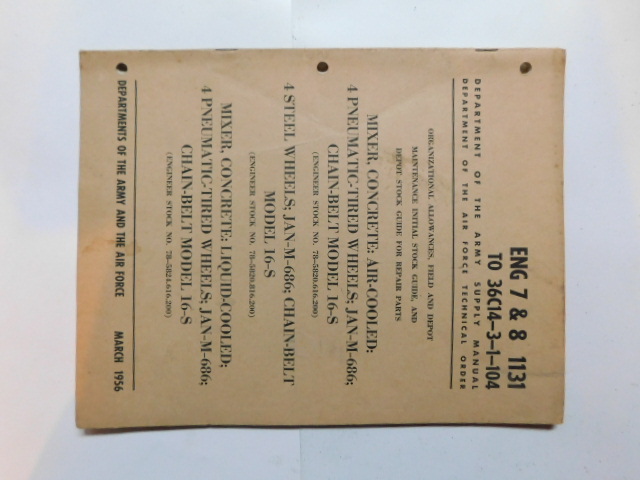 ENG 7 & 8 1131
TO 36C14-3-1-104
DEPARTMENT OF THE ARMY SUPPLY MANUAL
DEPARTMENT OF THE AIR FORCE TECHNICAL ORDER
ORGANIZATIONAL ALLOWANCES, FIELD AND DEPOT
MAINTENANCE INITIAL STOCK GUIDE, AND
DEPOT STOCK GUIDE FOR REPAIR PARTS
MIXER, CONCRETE: AIR-COOLED;
4 PNEUMATIC-TIRED WHEELS; JAN-M-686;
CHAIN-BELT MODEL 16-S
(ENGINEER STOCK NO. 78-5820.616.200)
4 STEEL WHEELS; JAN-M-686; CHAIN-BELT
MODEL 16-S
(ENGINEER STOCK NO. 78-5820.816.200)
MIXER, CONCRETE: LIQUID-COOLED;
4 PNEUMATIC-TIRED WHEELS; JAN-M-686;
CHAIN-BELT MODEL 16-S
(ENGINEER STOCK NO. 78-5824.616.200)
DEPARTMENTS OF THE ARMY AND THE AIR FORCE MARCH 1956